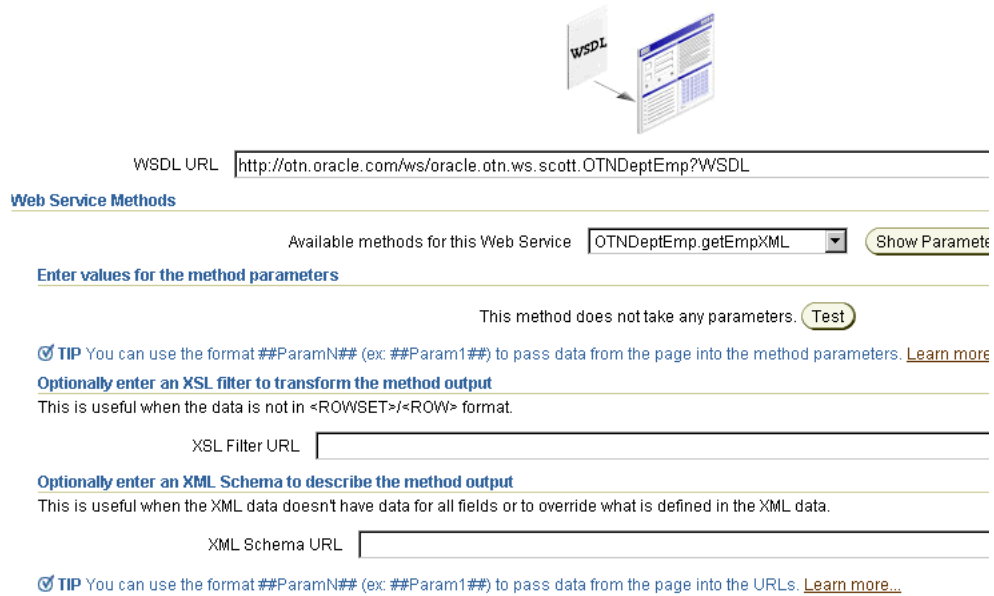 WSDL
WSDL URL http://otn.oracle.com/ws/oracle.otn.ws.scott.OTNDeptEmp?WSDL
Web Service Methods
Available methods for this Web Service OTNDeptEmp.getEmpXML Show Paramete
Enter values for the method parameters
This method does not take any parameters. Test
TIP You can use the format ##ParamN## (ex: ##Param1##) to pass data from the page into the method parameters. Learn more
Optionally enter an XSL filter to transform the method output
This is useful when the data is not in <ROWSET>/<ROW> format.
XSL Filter URL
Optionally enter an XML Schema to describe the method output
This is useful when the XML data doesn't have data for all fields or to override what is defined in the XML data.
XML Schema URL
TIP You can use the format ##ParamN## (ex: ##Param1##) to pass data from the page into the URLs. Learn more...